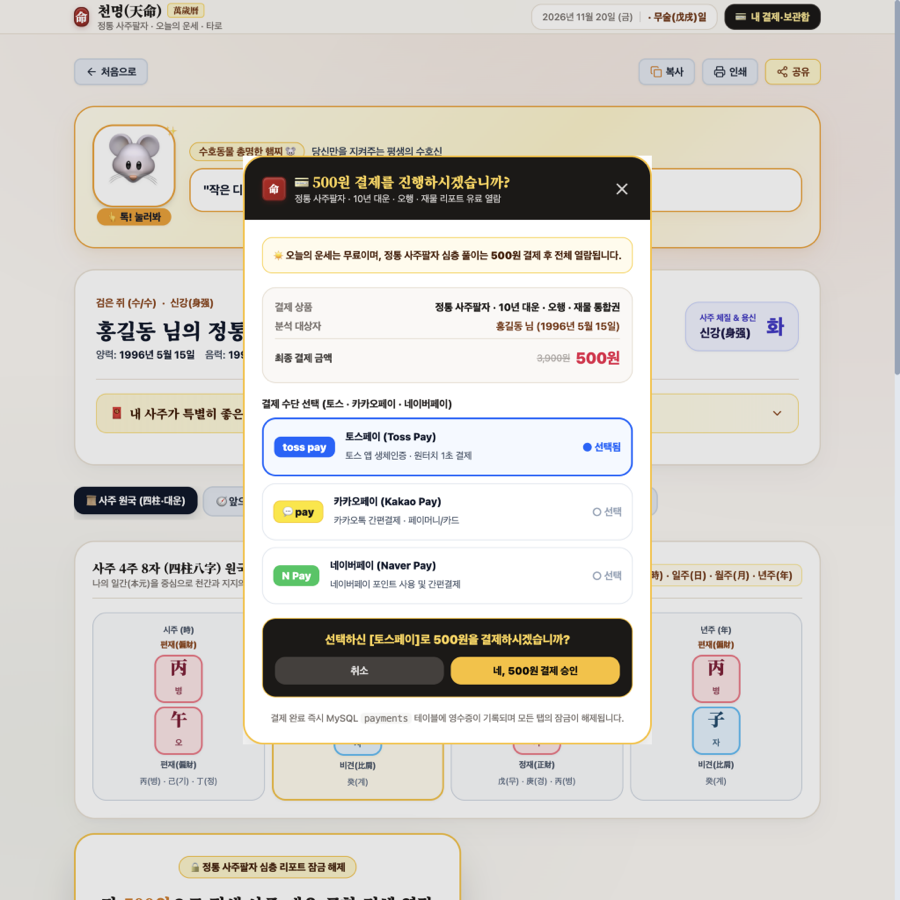 命 천명(天命) 萬歲曆
정통 사주팔자 · 오늘의 운세 · 타로
2026년 11월 20일 (금) · 무술(戊戌)일
내 결제·보관함
← 처음으로
복사
인쇄
공유
수호동물 총명한 햄찌 🐭 당신만을 지켜주는 평생의 수호신
"작은 디
톡! 눌러봐
命
💳 500원 결제를 진행하시겠습니까?
정통 사주팔자 · 10년 대운 · 오행 · 재물 리포트 유료 열람
오늘의 운세는 무료이며, 정통 사주팔자 심층 풀이는 500원 결제 후 전체 열람됩니다.
결제 상품 정통 사주팔자 · 10년 대운 · 오행 · 재물 통합권
분석 대상자 홍길동 님 (1996년 5월 15일)
최종 결제 금액 3,900원 500원
결제 수단 선택 (토스 · 카카오페이 · 네이버페이)
toss pay
토스페이 (Toss Pay)
토스 앱 생체인증 · 원터치 1초 결제
선택됨
pay
카카오페이 (Kakao Pay)
카카오톡 간편결제 · 페이머니/카드
선택
N Pay
네이버페이 (Naver Pay)
네이버페이 포인트 사용 및 간편결제
선택
선택하신 [토스페이]로 500원을 결제하시겠습니까?
취소
네, 500원 결제 승인
결제 완료 즉시 MySQL payments 테이블에 영수증이 기록되며 모든 탭의 잠금이 해제됩니다.
검은 쥐 (수/수) · 신강(身强)
홍길동 님의 정통
양력: 1996년 5월 15일 음력: 199
사주 체질 & 용신
신강(身强) 화
내 사주가 특별히 좋은
사주 원국 (四柱·대운)
앞으
사주 4주 8자 (四柱八字) 원국
나의 일간(本元)을 중심으로 천간과 지지의
· 일주(日) · 월주(月) · 년주(年)
시주 (時)
편재(偏財)
丙
병
午
오
편재(偏財)
丙(병) · 己(기) · 丁(정)
비견(比肩)
癸(계)
정재(正財)
戊(무) · 庚(경) · 丙(병)
년주 (年)
편재(偏財)
丙
병
子
자
비견(比肩)
癸(계)
🔒 정통 사주팔자 심층 리포트 잠금 해제